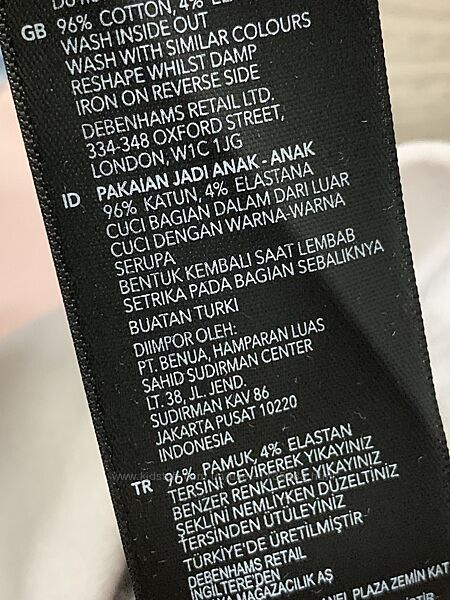 GB 96% COTTON, 4%
WASH INSIDE OUT
WASH WITH SIMILAR COLOURS
RESHAPE WHILST DAMP
IRON ON REVERSE SIDE
DEBENHAMS RETAIL LTD,
334-348 OXFORD STREET,
LONDON, W1C 1JG
ID PAKAIAN JADI ANAK - ANAK
96% KATUN, 4% ELASTANA
CUCI BAGIAN DALAM DARI LUAR
CUCI DENGAN WARNA-WARNA
SERUPA
BENTUK KEMBALI SAAT LEMBAB
SETRIKA PADA BAGIAN SEBALIKNYA
BUATAN TURKI
DIIMPOR OLEH:
PT. BENUA, HAMPARAN LUAS
SAHID SUDIRMAN CENTER
LT. 38, JL. JEND.
SUDIRMAN KAV 86
JAKARTA PUSAT 10220
INDONESIA
TR 96% PAMUK, 4% ELASTAN
TERSİNİ ÇEVİREREK YIKAYINIZ
BENZER RENKLERLE YIKAYINIZ
ŞEKLİNİ NEMLİYKEN DÜZELTİNİZ
TERSİNDEN ÜTÜLEYİNİZ
TÜRKİYE'DE ÜRETİLMİŞTİR
DEBENHAMS RETAIL
İNGİLTERE'DEN
MAĞAZACILIK AŞ
PLAZA ZEMİN KAT